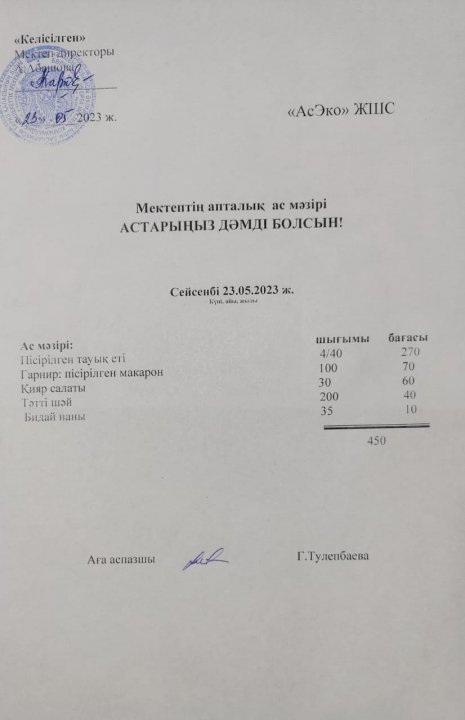 «Келісілген»
Мектеп директоры
«23» 05 2023 ж.
«АсЭко» ЖШС
Мектептің апталық ас мәзірі
АСТАРЫҢЫЗ ДӘМДІ БОЛСЫН!
Сейсенбі 23.05.2023 ж.
Күні, айы, жылы
Ас мәзірі: шығымы бағасы
Пісірілген тауық еті 4/40 270
Гарнир: пісірілген макарон 100 70
Қияр салаты 30 60
Тәтті шәй 200 40
Бидай наны 35 10
450
Аға аспазшы Г.Тулепбаева